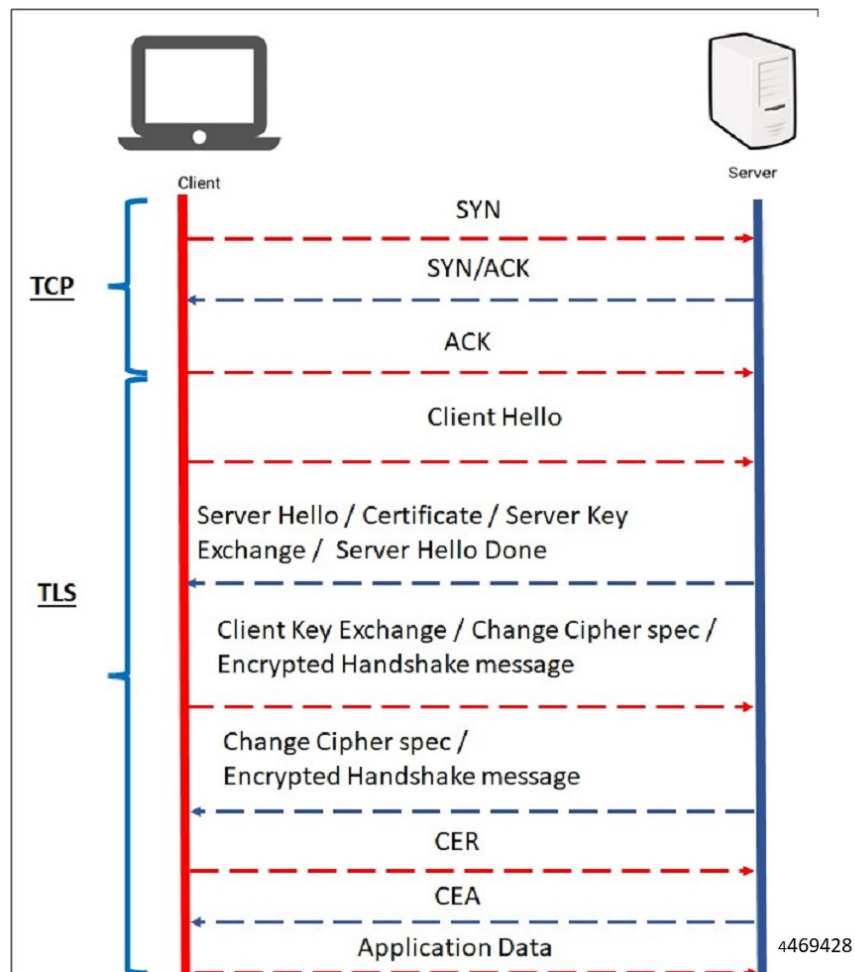 Client
Server
SYN
SYN/ACK
TCP
ACK
Client Hello
Server Hello / Certificate / Server Key
Exchange / Server Hello Done
TLS
Client Key Exchange / Change Cipher spec /
Encrypted Handshake message
Change Cipher spec /
Encrypted Handshake message
CER
CEA
Application Data
4469428